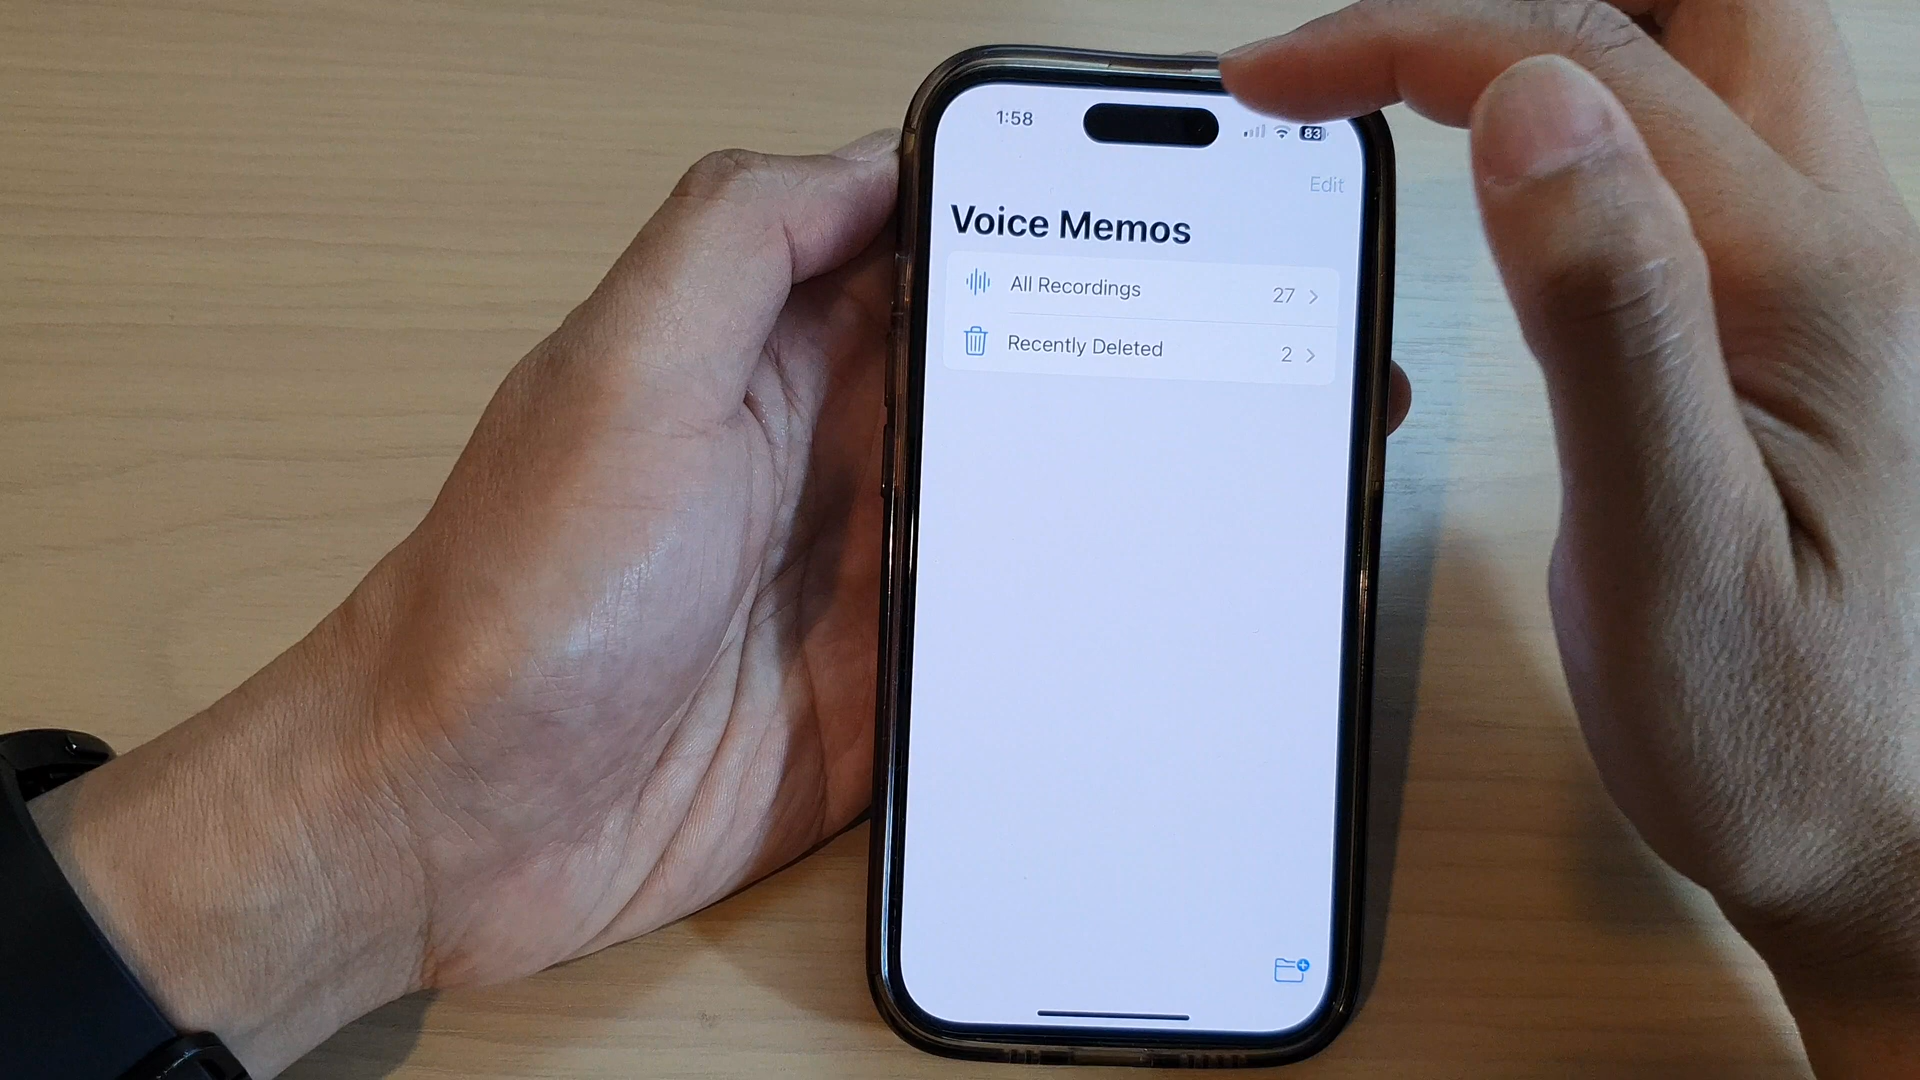 1:58
83
Edit
Voice Memos
All Recordings 27
Recently Deleted 2